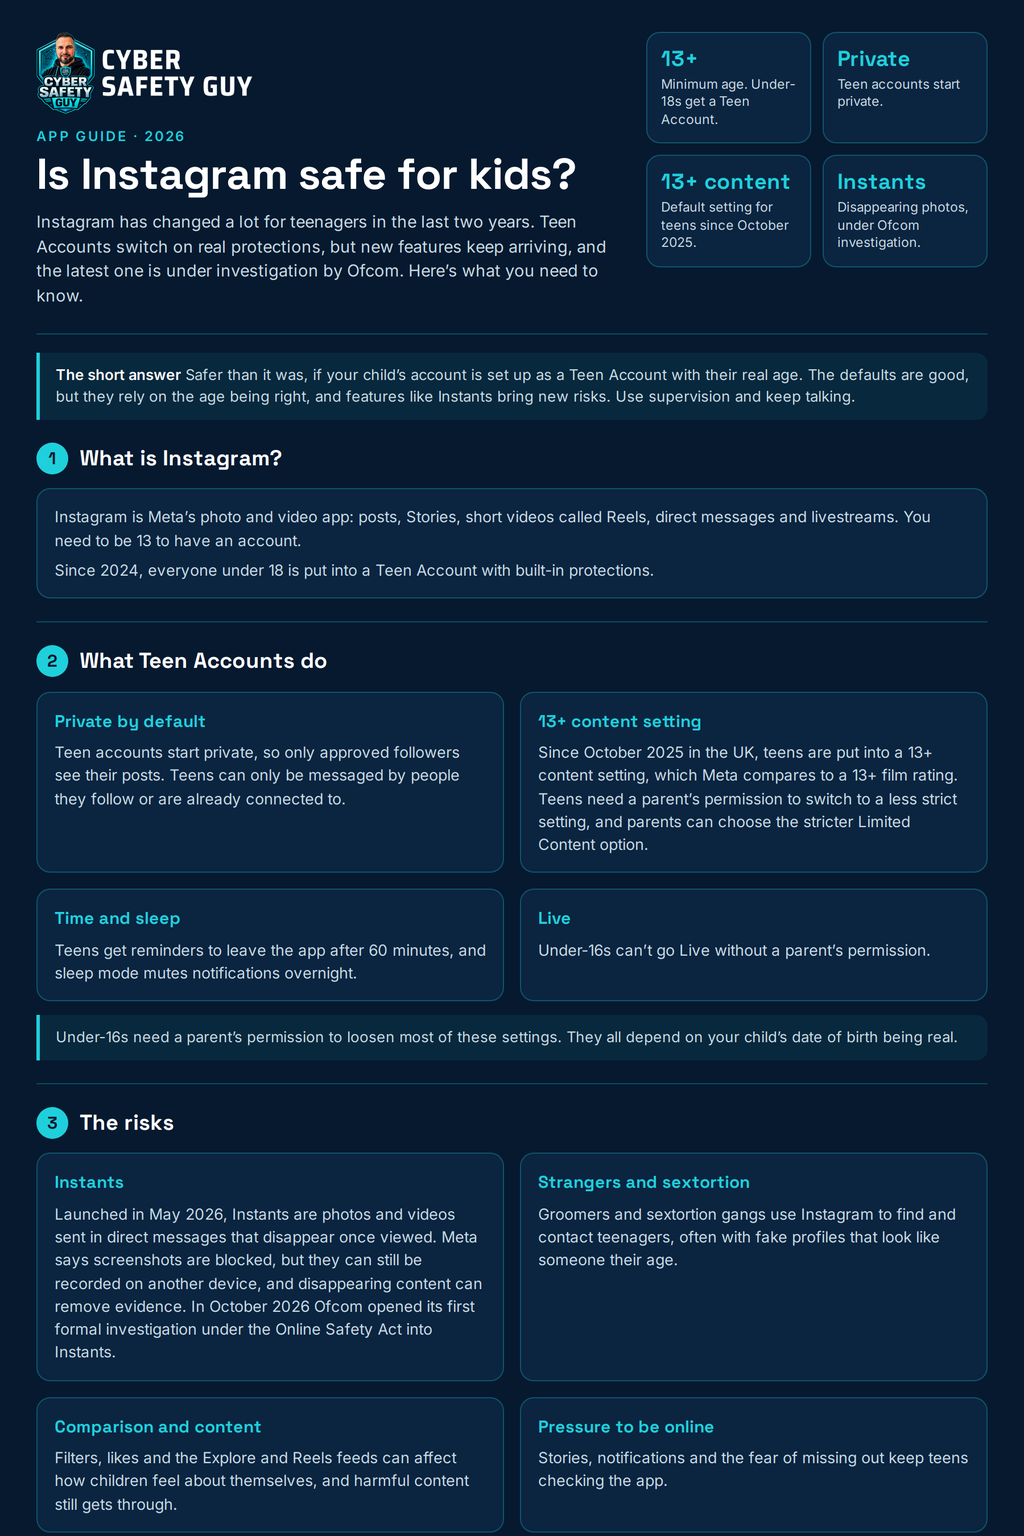 CYBER
SAFETY
GUY
CYBER
SAFETY GUY
APP GUIDE · 2026
Is Instagram safe for kids?
Instagram has changed a lot for teenagers in the last two years. Teen
Accounts switch on real protections, but new features keep arriving, and
the latest one is under investigation by Ofcom. Here’s what you need to
know.
13+
Minimum age. Under-
18s get a Teen
Account.
Private
Teen accounts start
private.
13+ content
Default setting for
teens since October
2025.
Instants
Disappearing photos,
under Ofcom
investigation.
The short answer Safer than it was, if your child’s account is set up as a Teen Account with their real age. The defaults are good,
but they rely on the age being right, and features like Instants bring new risks. Use supervision and keep talking.
1 What is Instagram?
Instagram is Meta’s photo and video app: posts, Stories, short videos called Reels, direct messages and livestreams. You
need to be 13 to have an account.
Since 2024, everyone under 18 is put into a Teen Account with built-in protections.
2 What Teen Accounts do
Private by default
Teen accounts start private, so only approved followers
see their posts. Teens can only be messaged by people
they follow or are already connected to.
13+ content setting
Since October 2025 in the UK, teens are put into a 13+
content setting, which Meta compares to a 13+ film rating.
Teens need a parent’s permission to switch to a less strict
setting, and parents can choose the stricter Limited
Content option.
Time and sleep
Teens get reminders to leave the app after 60 minutes, and
sleep mode mutes notifications overnight.
Live
Under-16s can’t go Live without a parent’s permission.
Under-16s need a parent’s permission to loosen most of these settings. They all depend on your child’s date of birth being real.
3 The risks
Instants
Launched in May 2026, Instants are photos and videos
sent in direct messages that disappear once viewed. Meta
says screenshots are blocked, but they can still be
recorded on another device, and disappearing content can
remove evidence. In October 2026 Ofcom opened its first
formal investigation under the Online Safety Act into
Instants.
Strangers and sextortion
Groomers and sextortion gangs use Instagram to find and
contact teenagers, often with fake profiles that look like
someone their age.
Comparison and content
Filters, likes and the Explore and Reels feeds can affect
how children feel about themselves, and harmful content
still gets through.
Pressure to be online
Stories, notifications and the fear of missing out keep teens
checking the app.